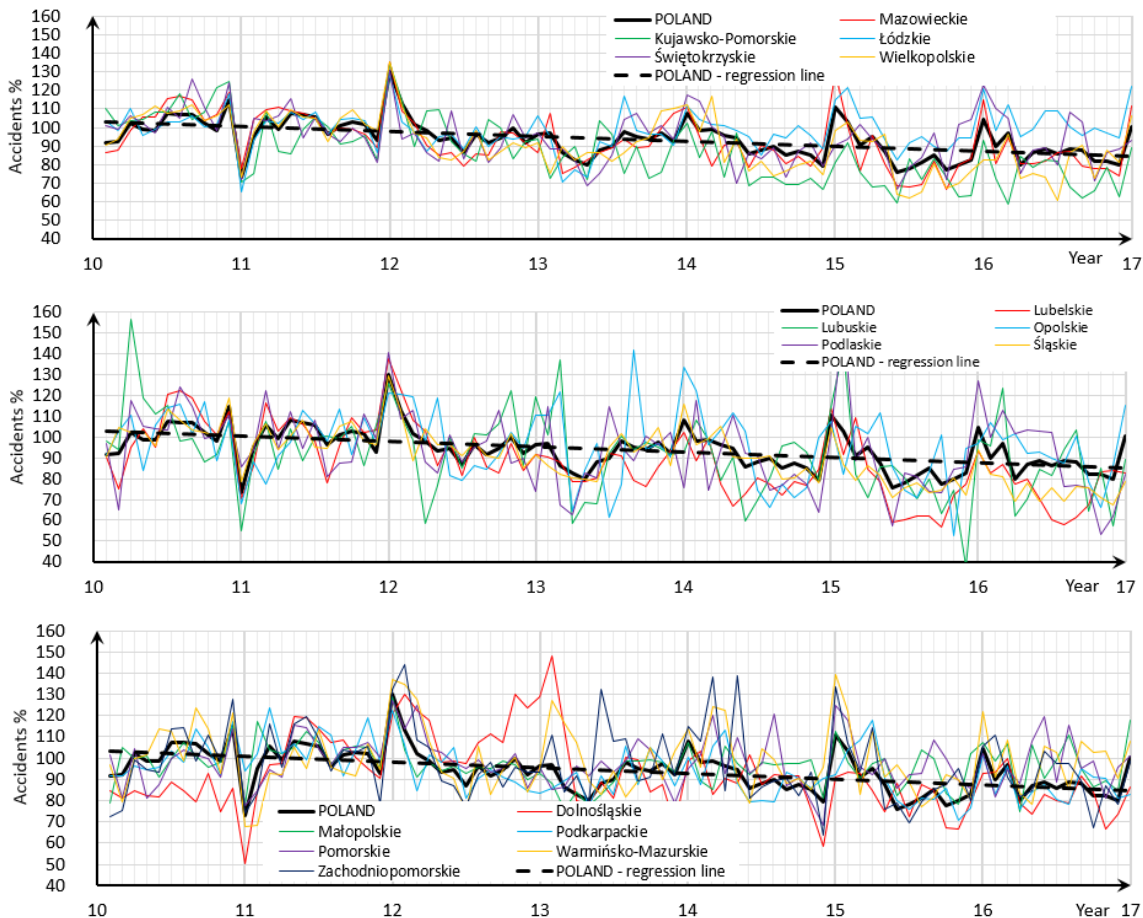 160
150
140
130
120
110
100
90
80
70
60
50
40
Accidents %
POLAND Mazowieckie
Kujawsko-Pomorskie Łódzkie
Świętokrzyskie Wielkopolskie
POLAND - regression line
Year
10 11 12 13 14 15 16 17
160
150
140
130
120
110
100
90
80
70
60
50
40
Accidents %
POLAND Lubelskie
Lubuskie Opolskie
Podlaskie Śląskie
POLAND - regression line
Year
10 11 12 13 14 15 16 17
160
150
140
130
120
110
100
90
80
70
60
50
40
Accidents %
POLAND Dolnośląskie
Małopolskie Podkarpackie
Pomorskie Warmińsko-Mazurskie
Zachodniopomorskie POLAND - regression line
Year
10 11 12 13 14 15 16 17